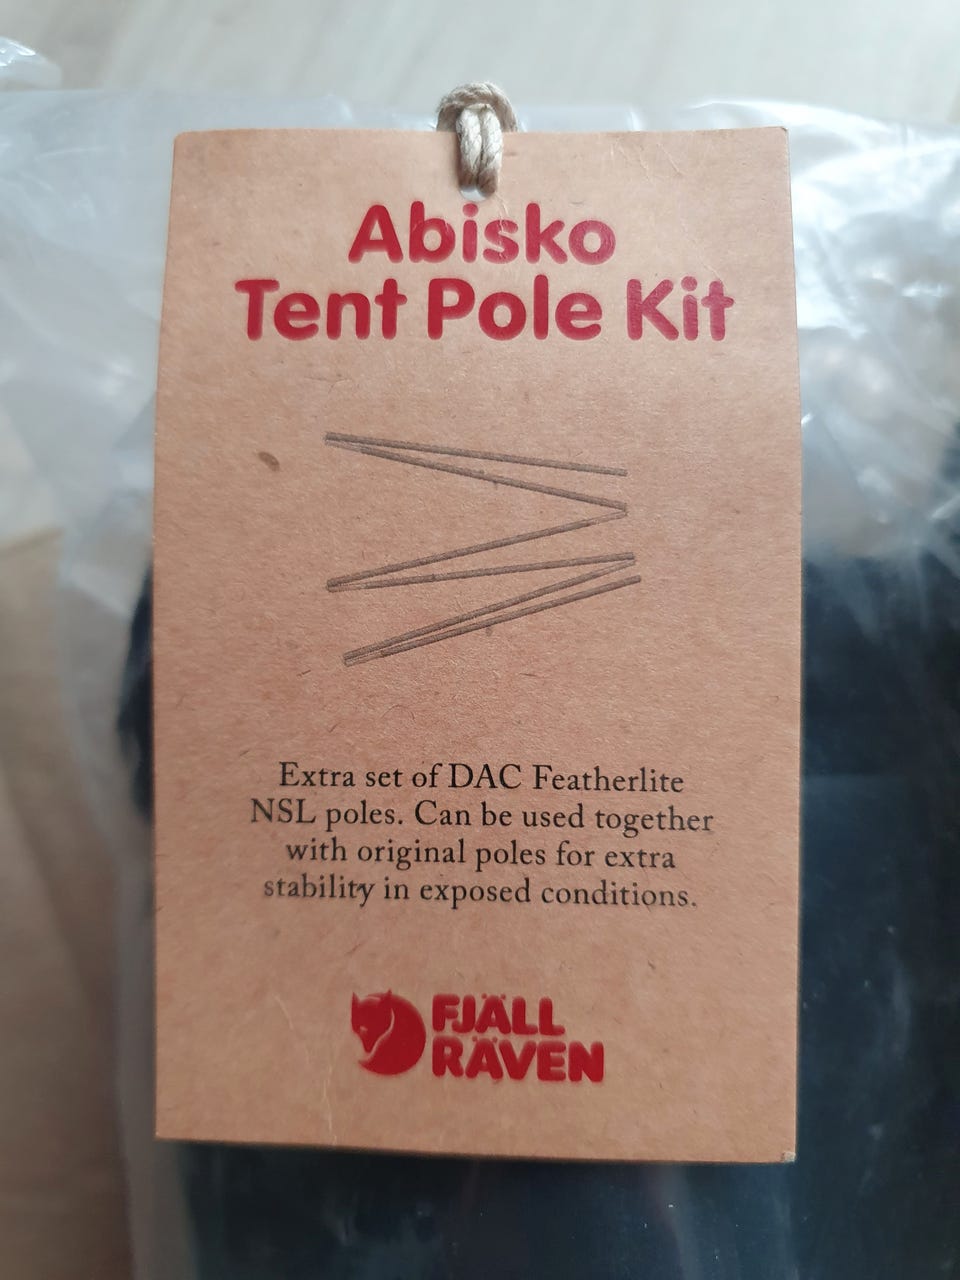 Abisko
Tent Pole Kit
Extra set of DAC Featherlite
NSL poles. Can be used together
with original poles for extra
stability in exposed conditions.
FJÄLL
RÄVEN